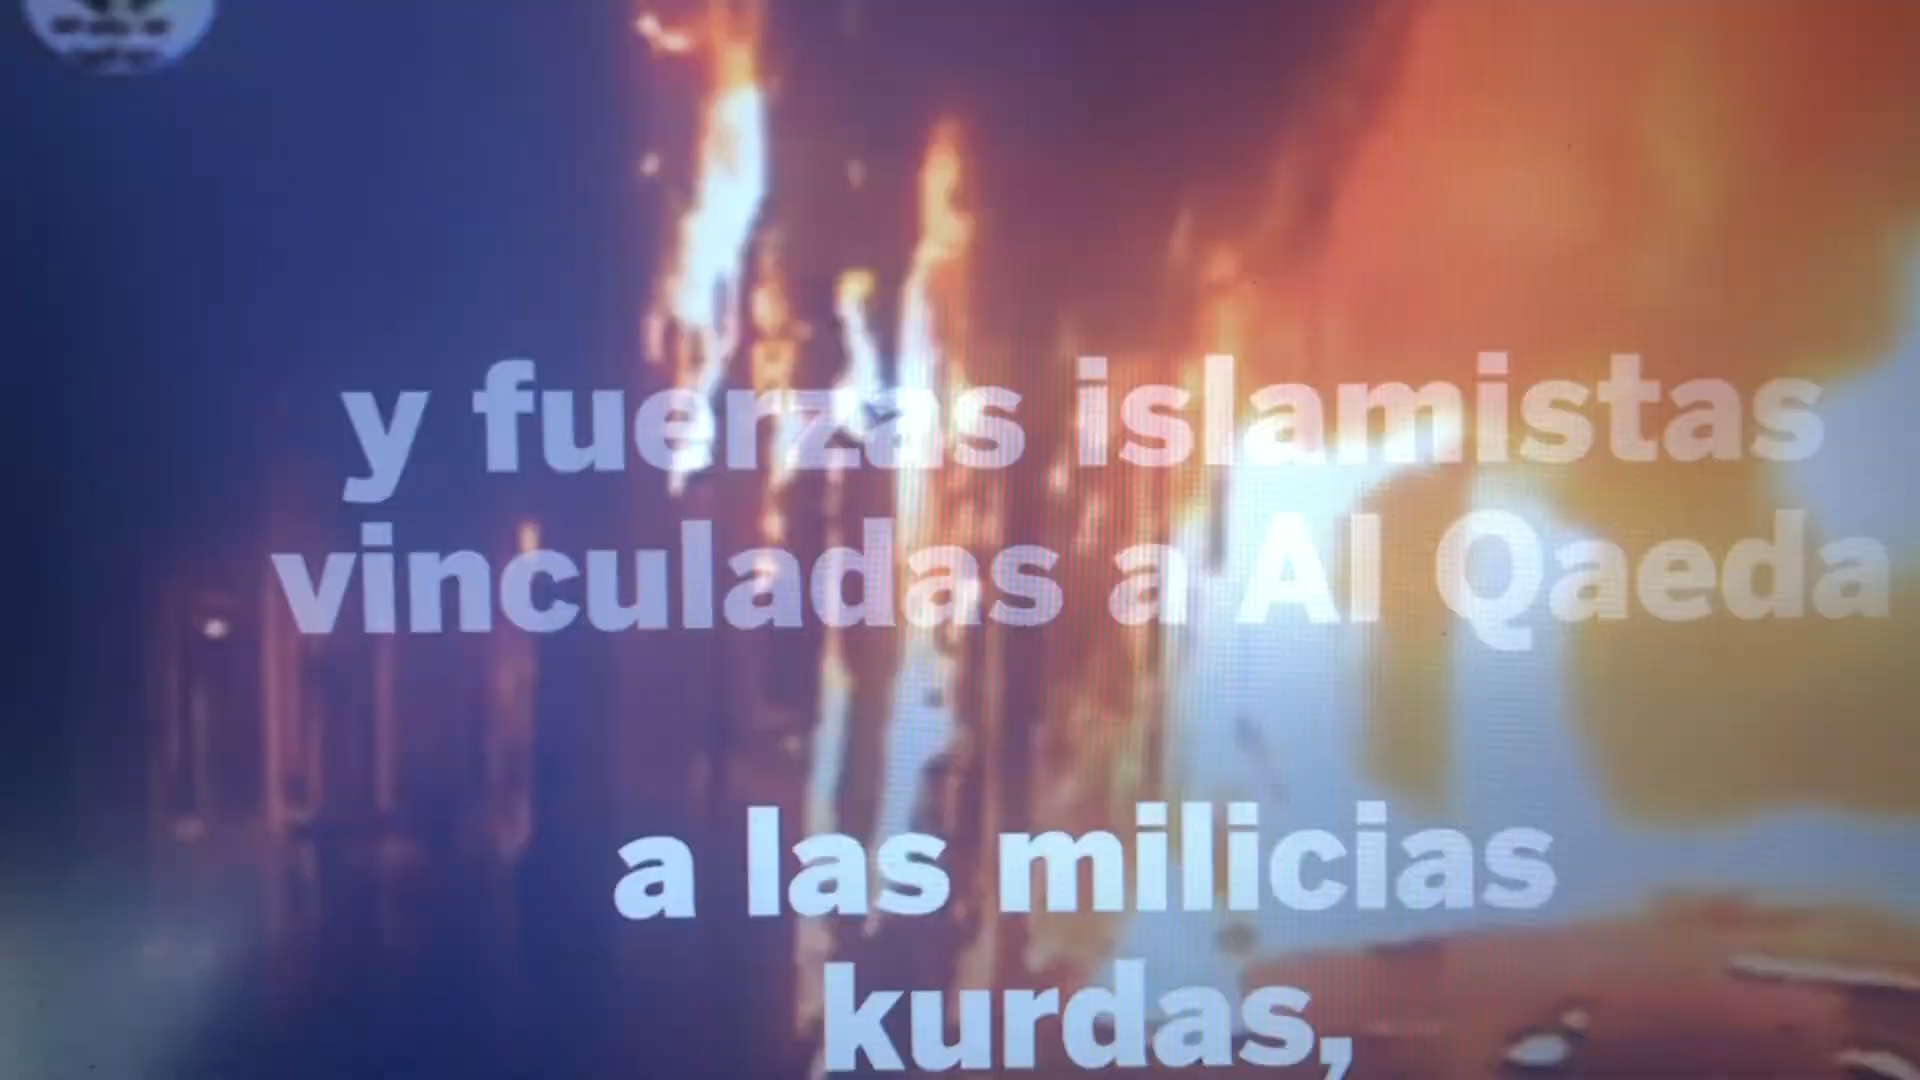 y fuerzas islamistas
vinculadas a Al Qaeda
a las milicias
kurdas,